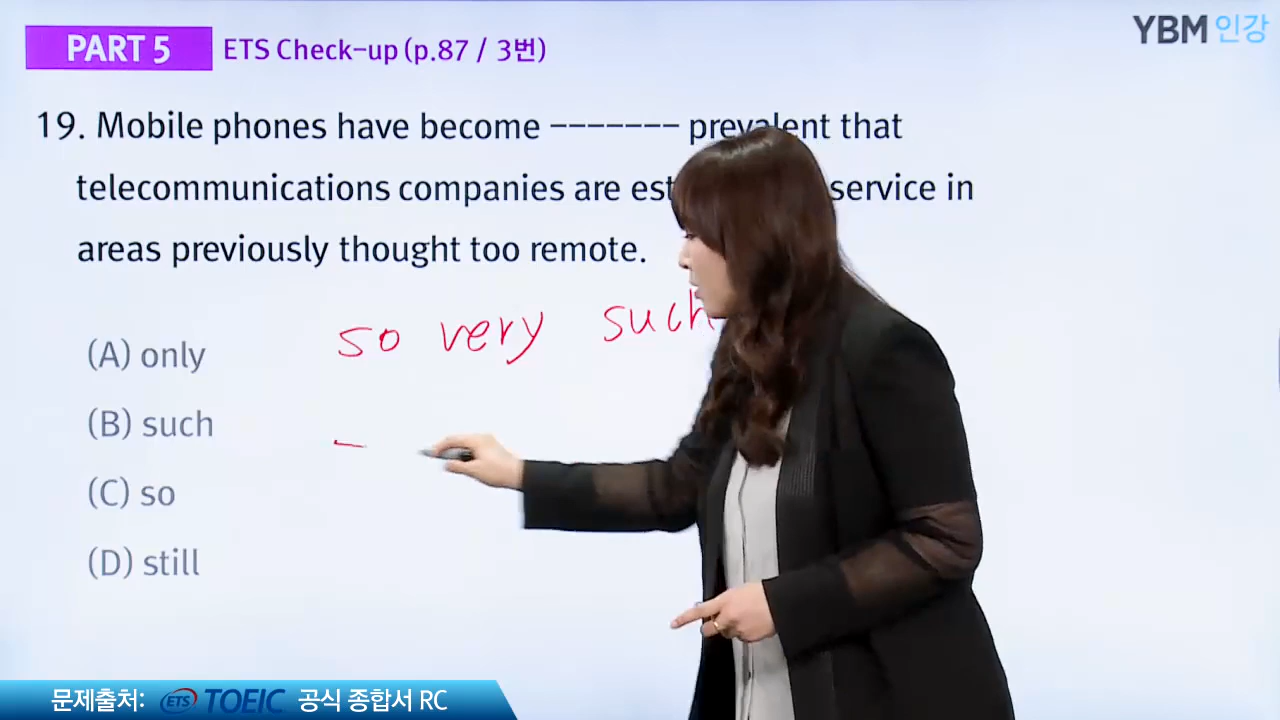 PART 5 ETS Check-up (p.87 / 3번)
YBM 인강
19. Mobile phones have become ------- prevalent that
telecommunications companies are service in
areas previously thought too remote.
so very such
(A) only
(B) such
(C) so
(D) still
문제출처: ETS TOEIC 공식 종합서 RC